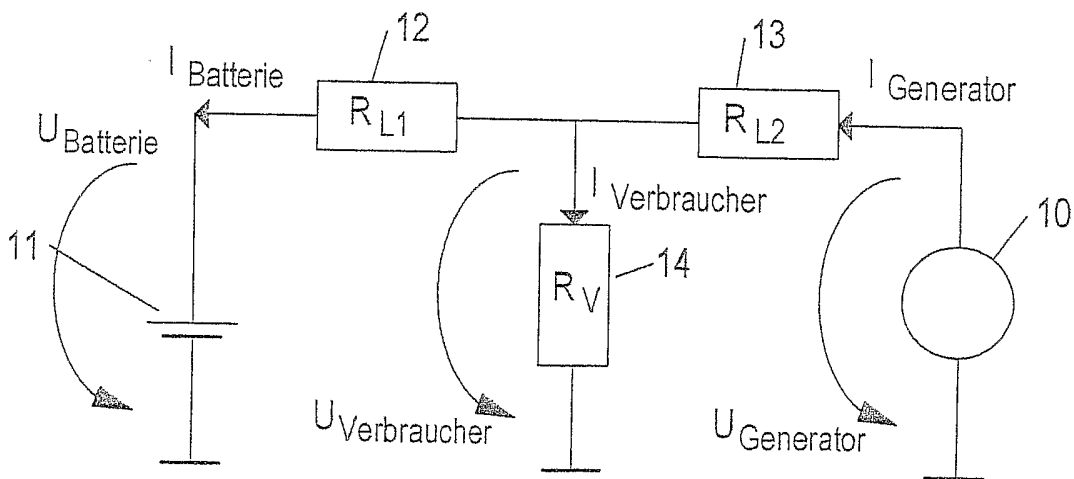 12
13
I Batterie
R L1
R L2
I Generator
U Batterie
I Verbraucher
11
14
10
R V
U Verbraucher
U Generator